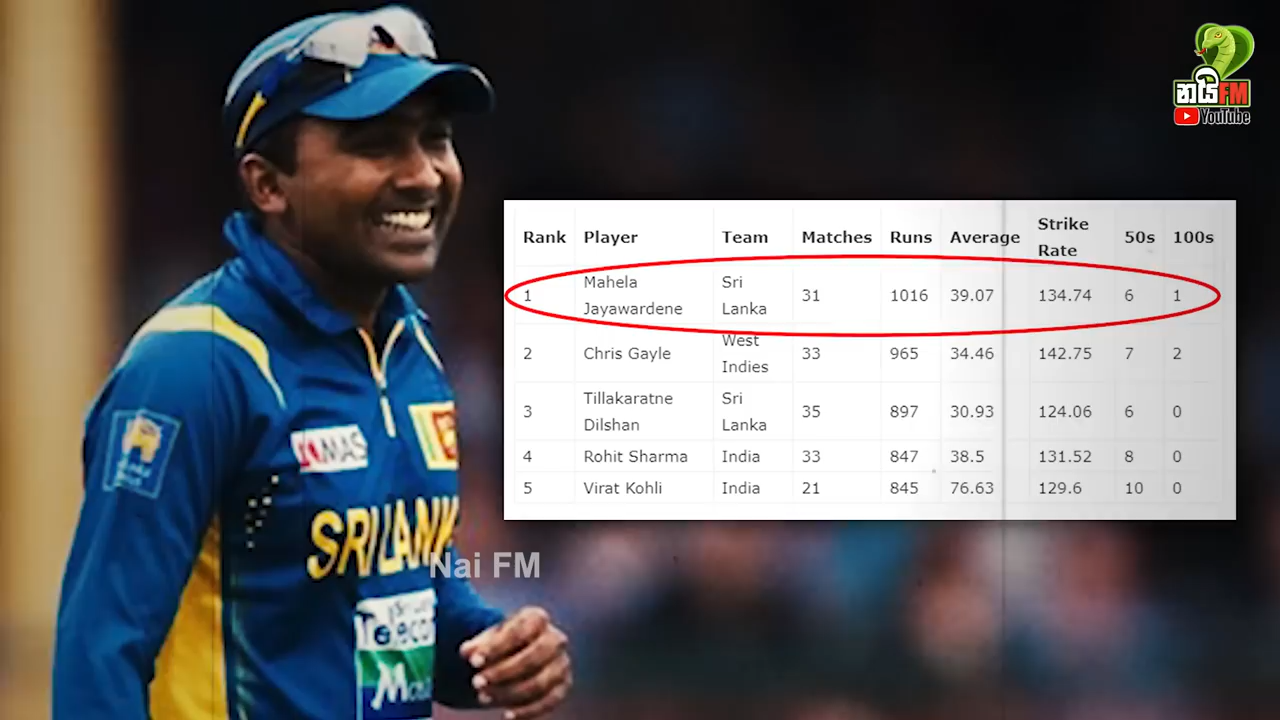 නයි FM
YouTube
Rank Player Team Matches Runs Average Strike Rate 50s 100s
1 Mahela Jayawardene Sri Lanka 31 1016 39.07 134.74 6 1
2 Chris Gayle West Indies 33 965 34.46 142.75 7 2
3 Tillakaratne Dilshan Sri Lanka 35 897 30.93 124.06 6 0
4 Rohit Sharma India 33 847 38.5 131.52 8 0
5 Virat Kohli India 21 845 76.63 129.6 10 0
MAS
SRI LANK
Nai FM
Telecom